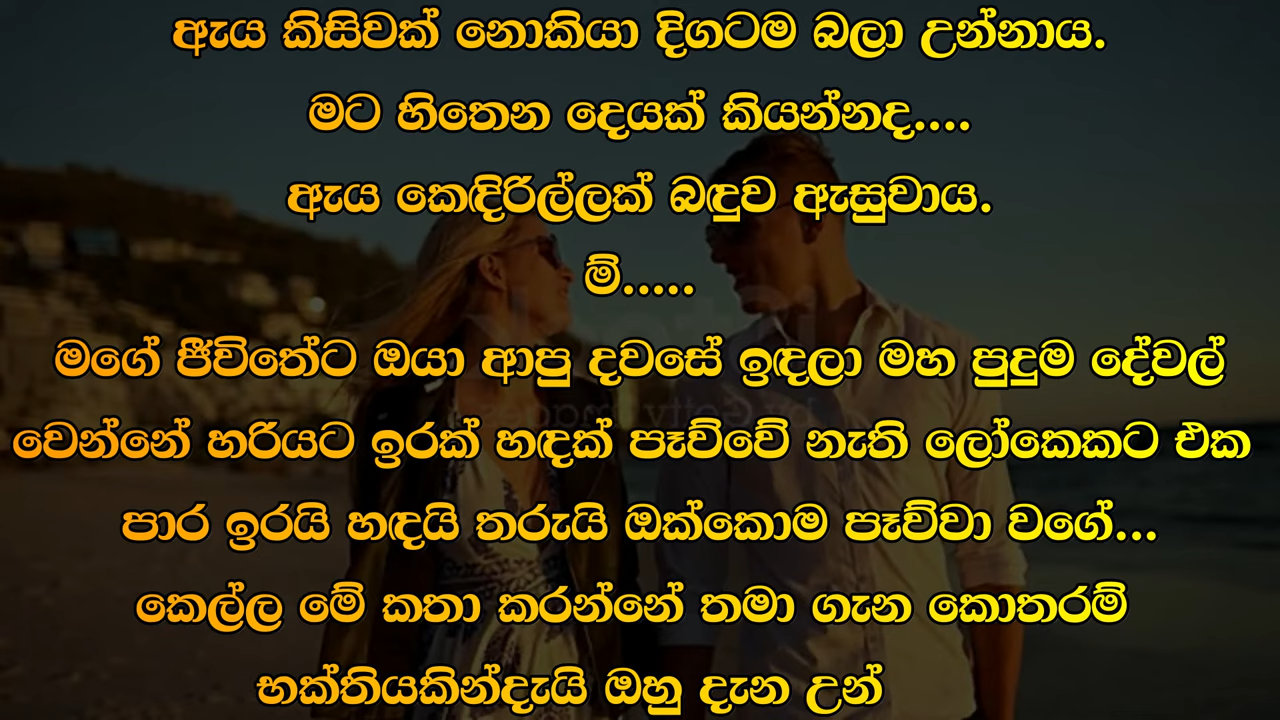 ඇය කිසිවක් නොකියා දිගටම බලා උන්නාය.
මට හිතෙන දෙයක් කියන්නද....
ඇය කෙඳිරිල්ලක් බඳුව ඇසුවාය.
ම්.....
මගේ ජීවිතේට ඔයා ආපු දවසේ ඉඳලා මහ පුදුම දේවල්
වෙන්නේ හරියට ඉරක් හඳක් පෑව්වේ නැති ලෝකෙකට එක
පාර ඉරයි හඳයි තරුයි ඔක්කොම පෑව්වා වගේ...
කෙල්ල මේ කතා කරන්නේ තමා ගැන කොතරම්
භක්තියකින්දැයි ඔහු දැන උන්